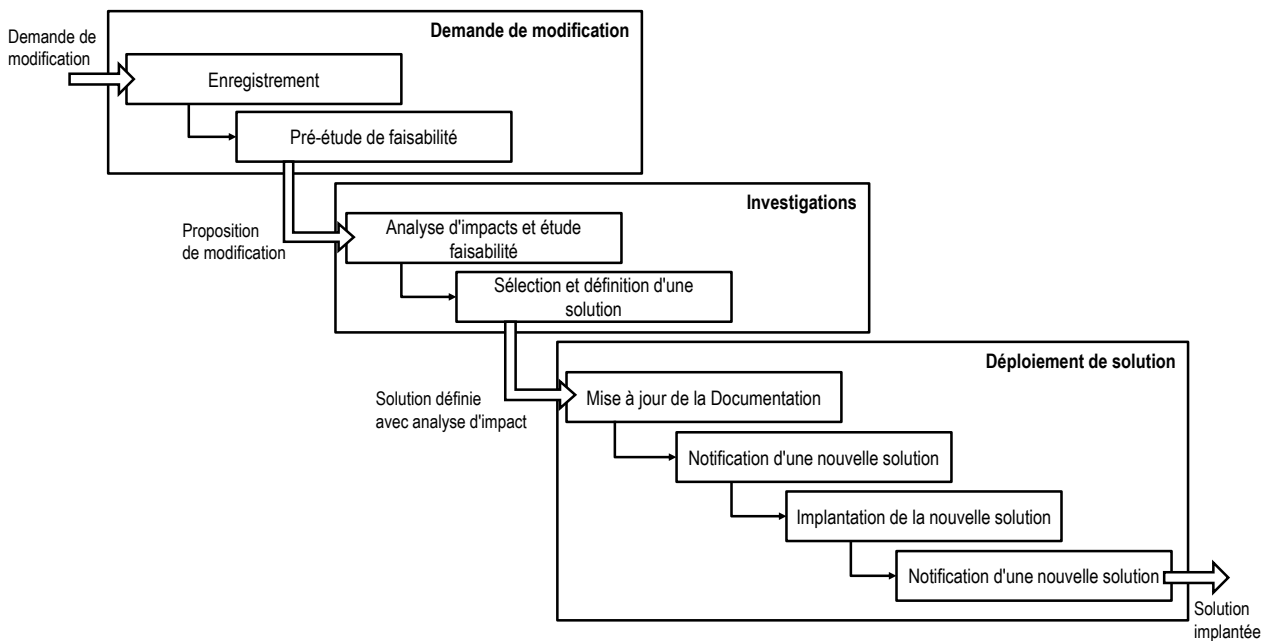 Demande de modification
Demande de
modification
Enregistrement
Pré-étude de faisabilité
Investigations
Proposition
de modification
Analyse d'impacts et étude
faisabilité
Sélection et définition d'une
solution
Déploiement de solution
Solution définie
avec analyse d'impact
Mise à jour de la Documentation
Notification d'une nouvelle solution
Implantation de la nouvelle solution
Notification d'une nouvelle solution
Solution
implantée